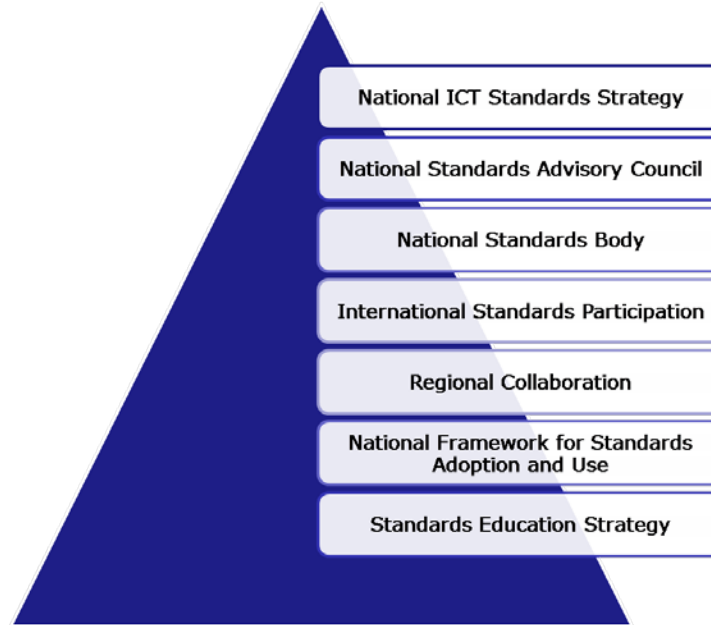 National ICT Standards Strategy
National Standards Advisory Council
National Standards Body
International Standards Participation
Regional Collaboration
National Framework for Standards
Adoption and Use
Standards Education Strategy